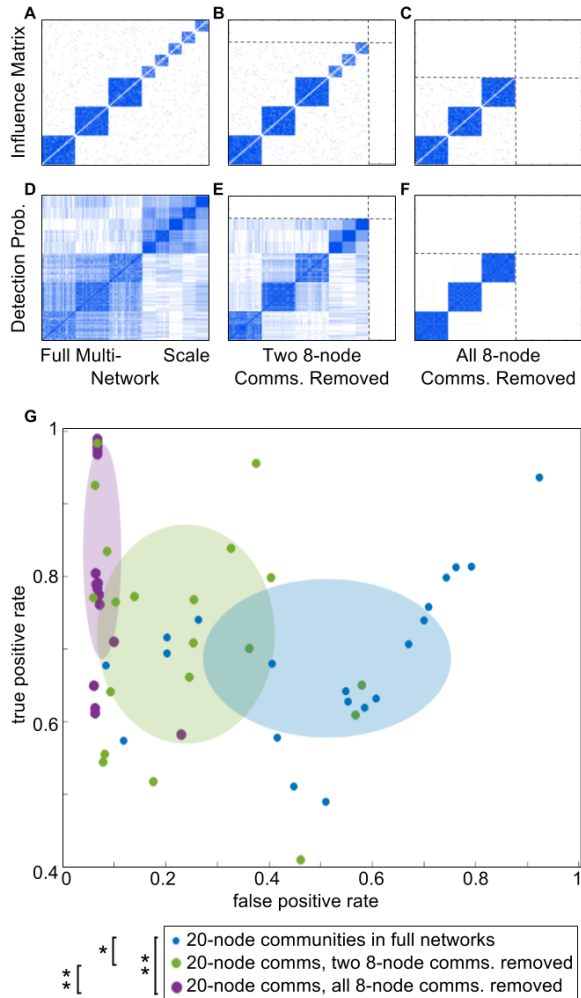 A
B
C
Influence Matrix
D
E
F
Detection Prob.
Full Multi- Scale
Network
Two 8-node
Comms. Removed
All 8-node
Comms. Removed
G
1
0.8
0.6
0.4
true positive rate
0 0.2 0.4 0.6 0.8 1
false positive rate
* [ ** [ 20-node communities in full networks
** [ 20-node comms, two 8-node comms. removed
20-node comms, all 8-node comms. removed